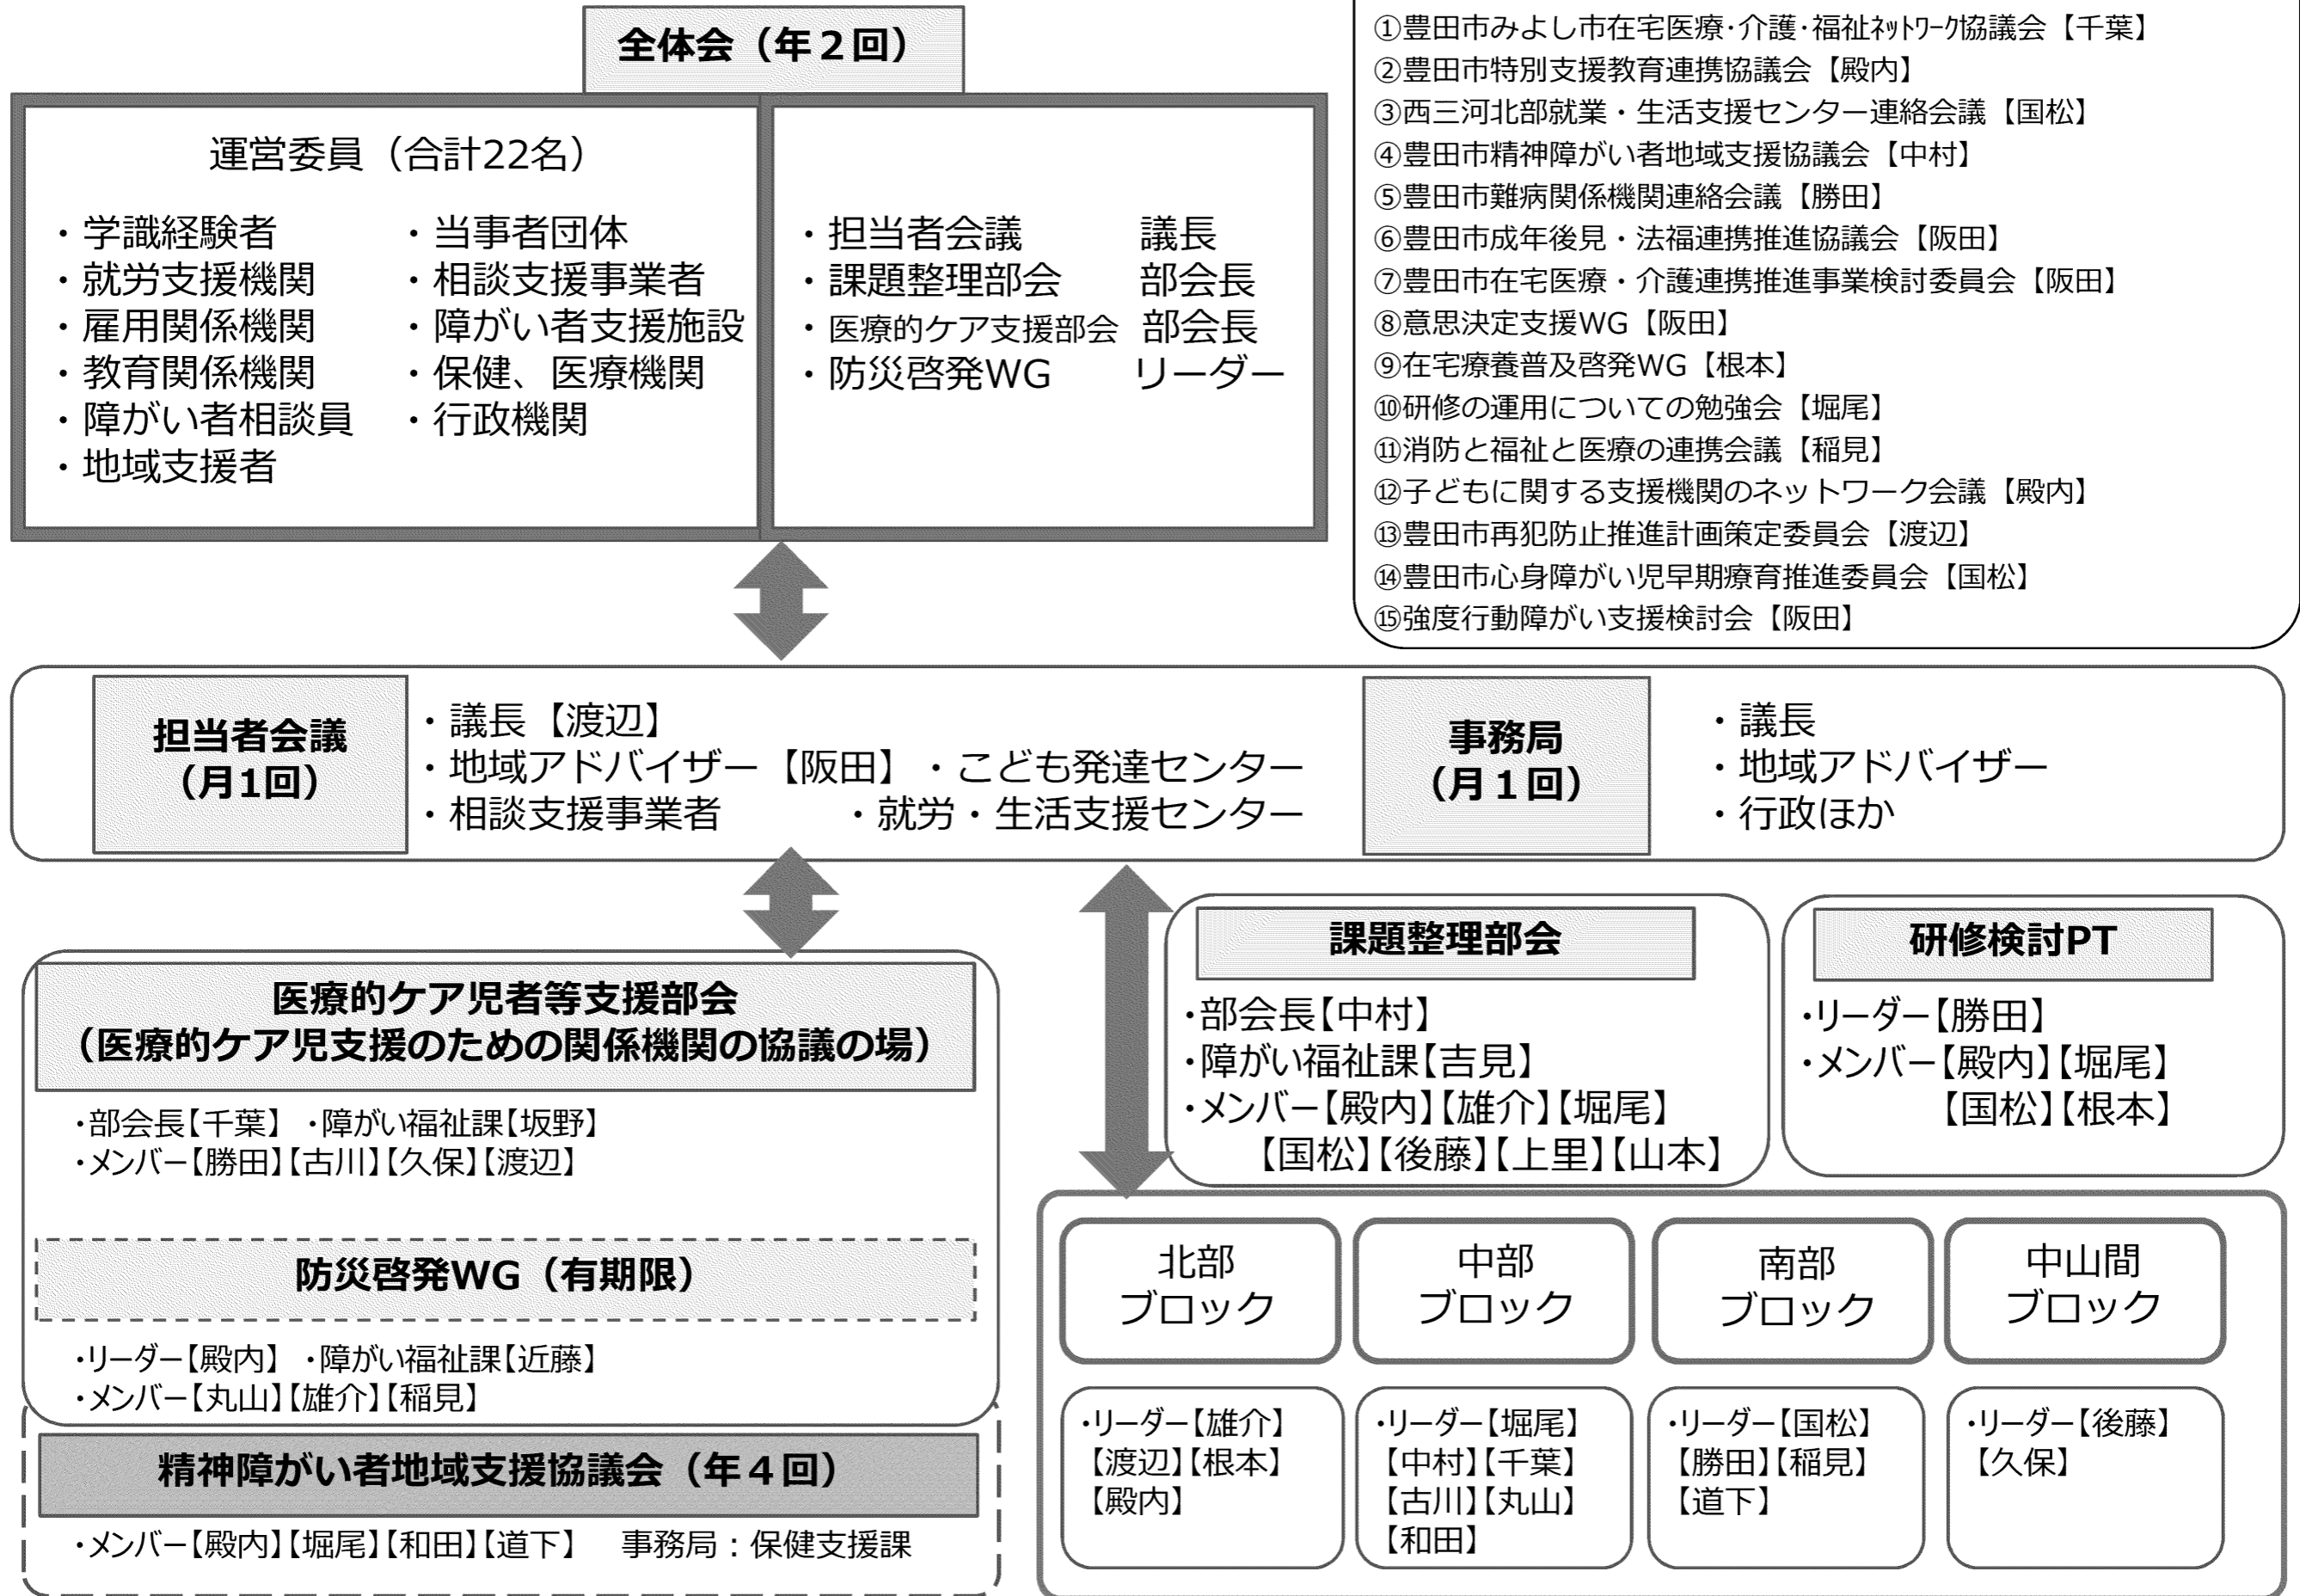 全体会（年２回）
運営委員（合計22名）
・学識経験者
・就労支援機関
・雇用関係機関
・教育関係機関
・障がい者相談員
・地域支援者
・当事者団体
・相談支援事業者
・障がい者支援施設
・保健、医療機関
・行政機関
・担当者会議　議長
・課題整理部会　部会長
・医療的ケア支援部会　部会長
・防災啓発WG　リーダー
①豊田市みよし市在宅医療･介護･福祉ﾈｯﾄﾜｰｸ協議会【千葉】
②豊田市特別支援教育連携協議会【殿内】
③西三河北部就業・生活支援センター連絡会議【国松】
④豊田市精神障がい者地域支援協議会【中村】
⑤豊田市難病関係機関連絡会議【勝田】
⑥豊田市成年後見・法福連携推進協議会【阪田】
⑦豊田市在宅医療・介護連携推進事業検討委員会【阪田】
⑧意思決定支援WG【阪田】
⑨在宅療養普及啓発WG【根本】
⑩研修の運用についての勉強会【堀尾】
⑪消防と福祉と医療の連携会議【稲見】
⑫子どもに関する支援機関のネットワーク会議【殿内】
⑬豊田市再犯防止推進計画策定委員会【渡辺】
⑭豊田市心身障がい児早期療育推進委員会【国松】
⑮強度行動障がい支援検討会【阪田】
担当者会議
（月1回）
・議長【渡辺】
・地域アドバイザー【阪田】・こども発達センター
・相談支援事業者　・就労・生活支援センター
事務局
（月１回）
・議長
・地域アドバイザー
・行政ほか
医療的ケア児者等支援部会
（医療的ケア児支援のための関係機関の協議の場）
・部会長【千葉】・障がい福祉課【坂野】
・メンバー【勝田】【古川】【久保】【渡辺】
防災啓発WG（有期限）
・リーダー【殿内】・障がい福祉課【近藤】
・メンバー【丸山】【雄介】【稲見】
精神障がい者地域支援協議会（年４回）
・メンバー【殿内】【堀尾】【和田】【道下】　事務局：保健支援課
課題整理部会
・部会長【中村】
・障がい福祉課【吉見】
・メンバー【殿内】【雄介】【堀尾】
【国松】【後藤】【上里】【山本】
研修検討PT
・リーダー【勝田】
・メンバー【殿内】【堀尾】
【国松】【根本】
北部
ブロック
・リーダー【雄介】
【渡辺】【根本】
【殿内】
中部
ブロック
・リーダー【堀尾】
【中村】【千葉】
【古川】【丸山】
【和田】
南部
ブロック
・リーダー【国松】
【勝田】【稲見】
【道下】
中山間
ブロック
・リーダー【後藤】
【久保】